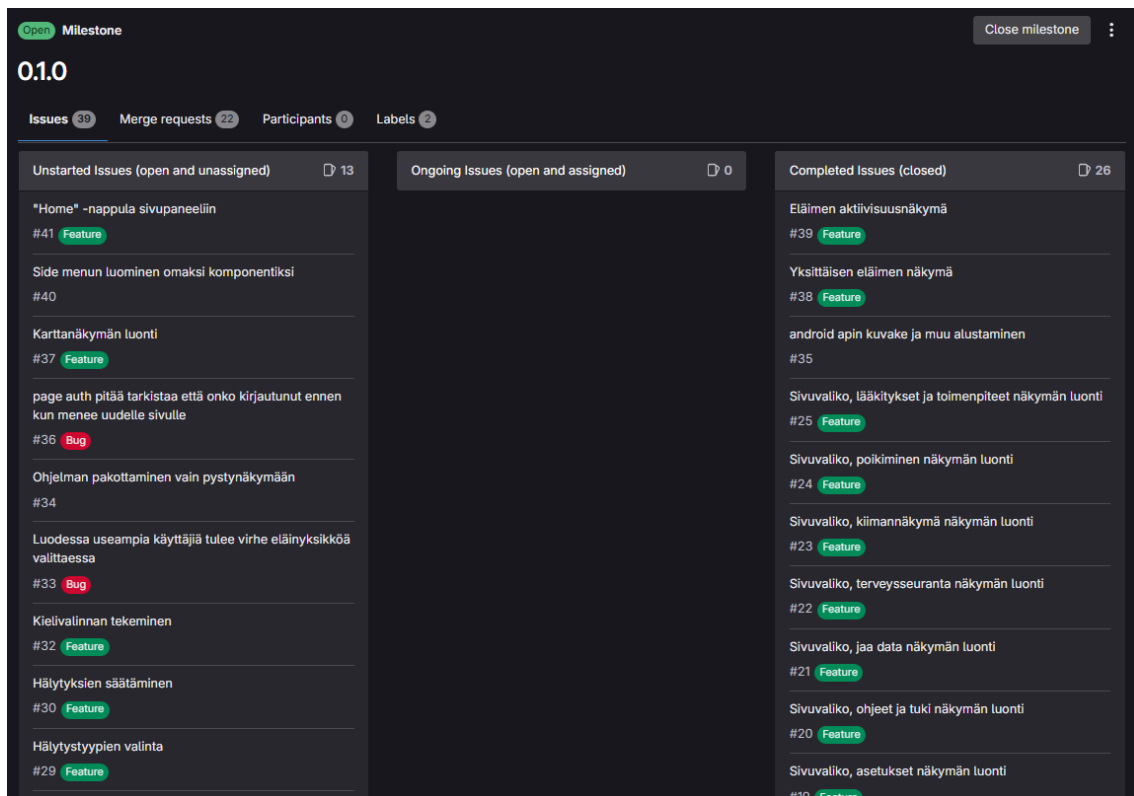 Open Milestone
Close milestone
0.1.0
Issues 39
Merge requests 22
Participants 0
Labels 2
Unstarted Issues (open and unassigned) 13
"Home" -nappula sivupaneeliin
#41 Feature
Side menun luominen omaksi komponentiksi
#40
Karttanäkymän luonti
#37 Feature
page auth pitää tarkistaa että onko kirjautunut ennen
kun menee uudelle sivulle
#36 Bug
Ohjelman pakottaminen vain pystynäkymään
#34
Luodessa useampia käyttäjiä tulee virhe eläinyksikköä
valittaessa
#33 Bug
Kielivalinnan tekeminen
#32 Feature
Hälytyksien säätäminen
#30 Feature
Hälytystyypien valinta
#29 Feature
Ongoing Issues (open and assigned) 0
Completed Issues (closed) 26
Eläimen aktiivisuusnäkymä
#39 Feature
Yksittäisen eläimen näkymä
#38 Feature
android apin kuvake ja muu alustaminen
#35
Sivuvaliko, lääkitykset ja toimenpiteet näkymän luonti
#25 Feature
Sivuvaliko, poikiminen näkymän luonti
#24 Feature
Sivuvaliko, kiimannäkymä näkymän luonti
#23 Feature
Sivuvaliko, terveysseuranta näkymän luonti
#22 Feature
Sivuvaliko, jaa data näkymän luonti
#21 Feature
Sivuvaliko, ohjeet ja tuki näkymän luonti
#20 Feature
Sivuvaliko, asetukset näkymän luonti
#19 Feature